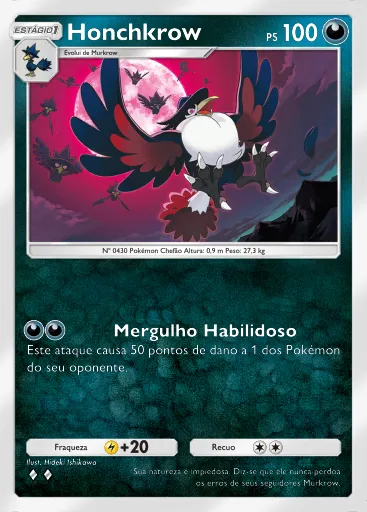 ESTÁGIO 1
Honchkrow
PS 100
Evolui de Murkrow
Nº 0430 Pokémon Chefão Altura: 0,9 m Peso: 27,3 kg
Mergulho Habilidoso
Este ataque causa 50 pontos de dano a 1 dos Pokémon
do seu oponente.
Fraqueza +20
Recuo
Ilust. Hideki Ishikawa
Sua natureza é impiedosa. Diz-se que ele nunca perdoa
os erros de seus seguidores Murkrow.